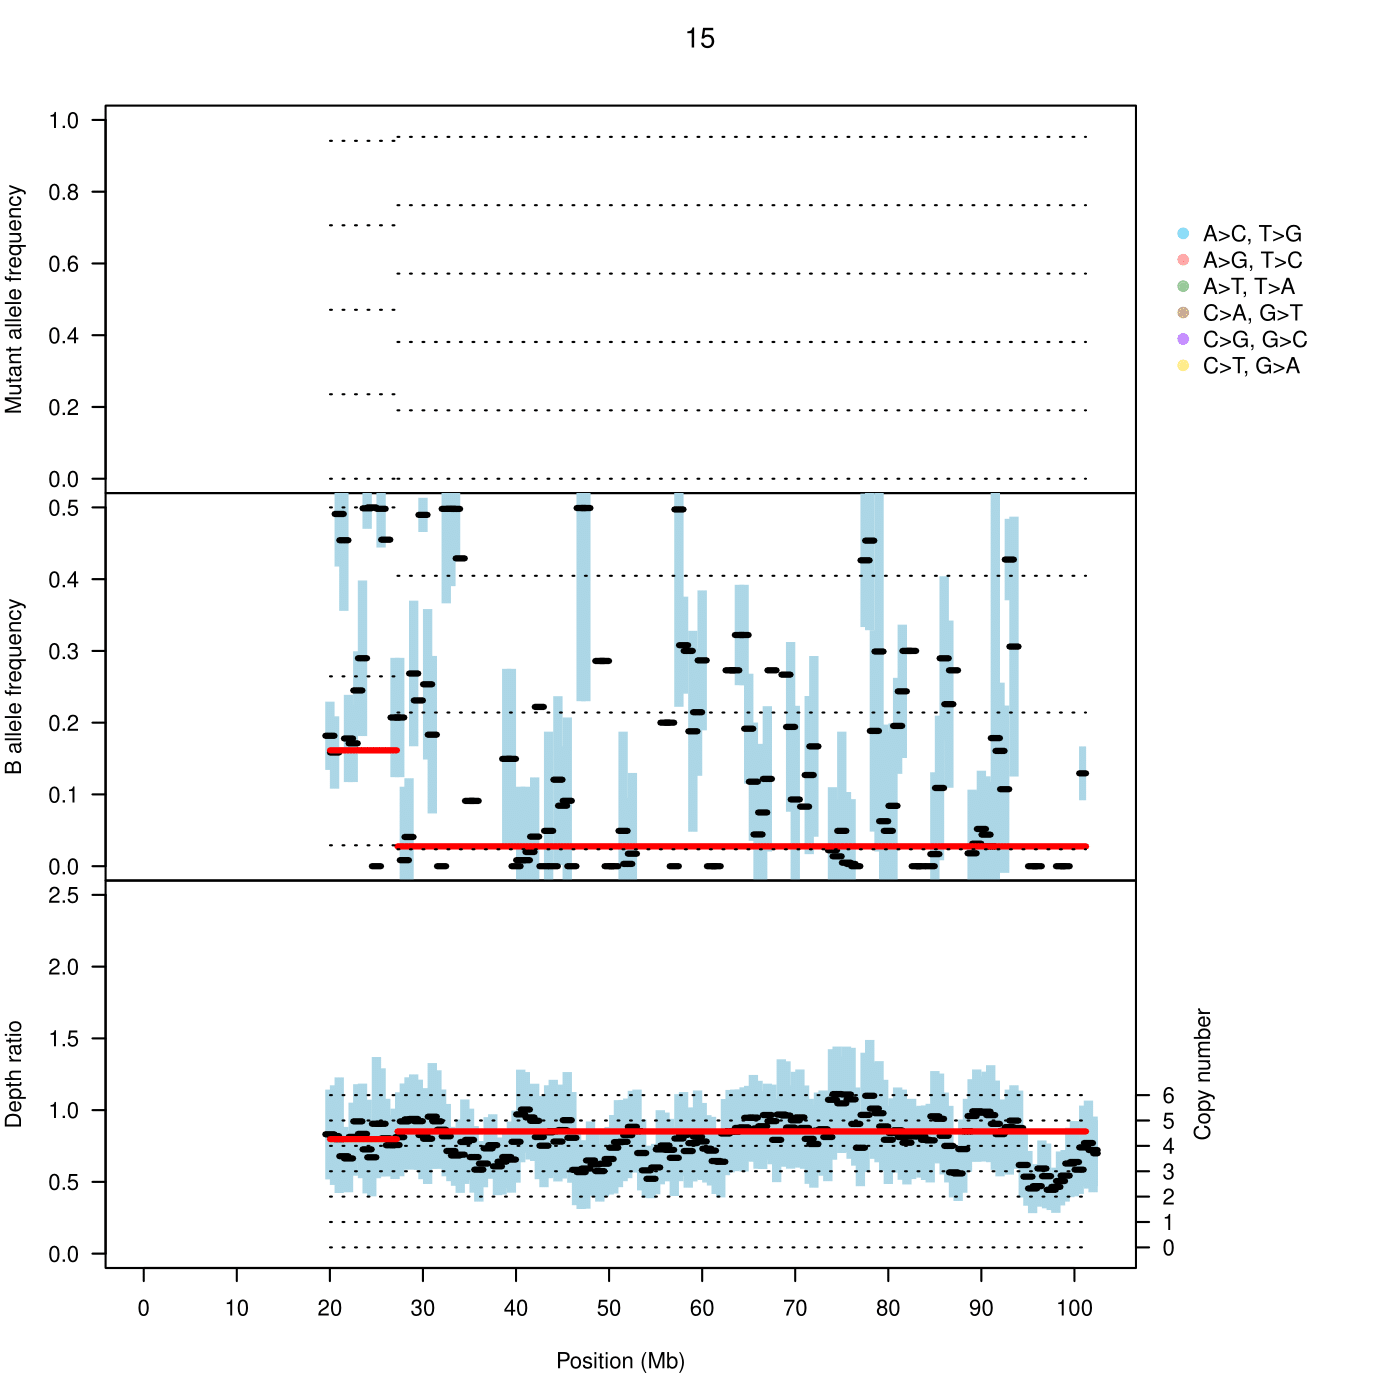 15
Mutant allele frequency
1.0
0.8
0.6
0.4
0.2
0.0
A>C, T>G
A>G, T>C
A>T, T>A
C>A, G>T
C>G, G>C
C>T, G>A
B allele frequency
0.5
0.4
0.3
0.2
0.1
0.0
Depth ratio
2.5
2.0
1.5
1.0
0.5
0.0
Copy number
6
5
4
3
2
1
0
0 10 20 30 40 50 60 70 80 90 100
Position (Mb)